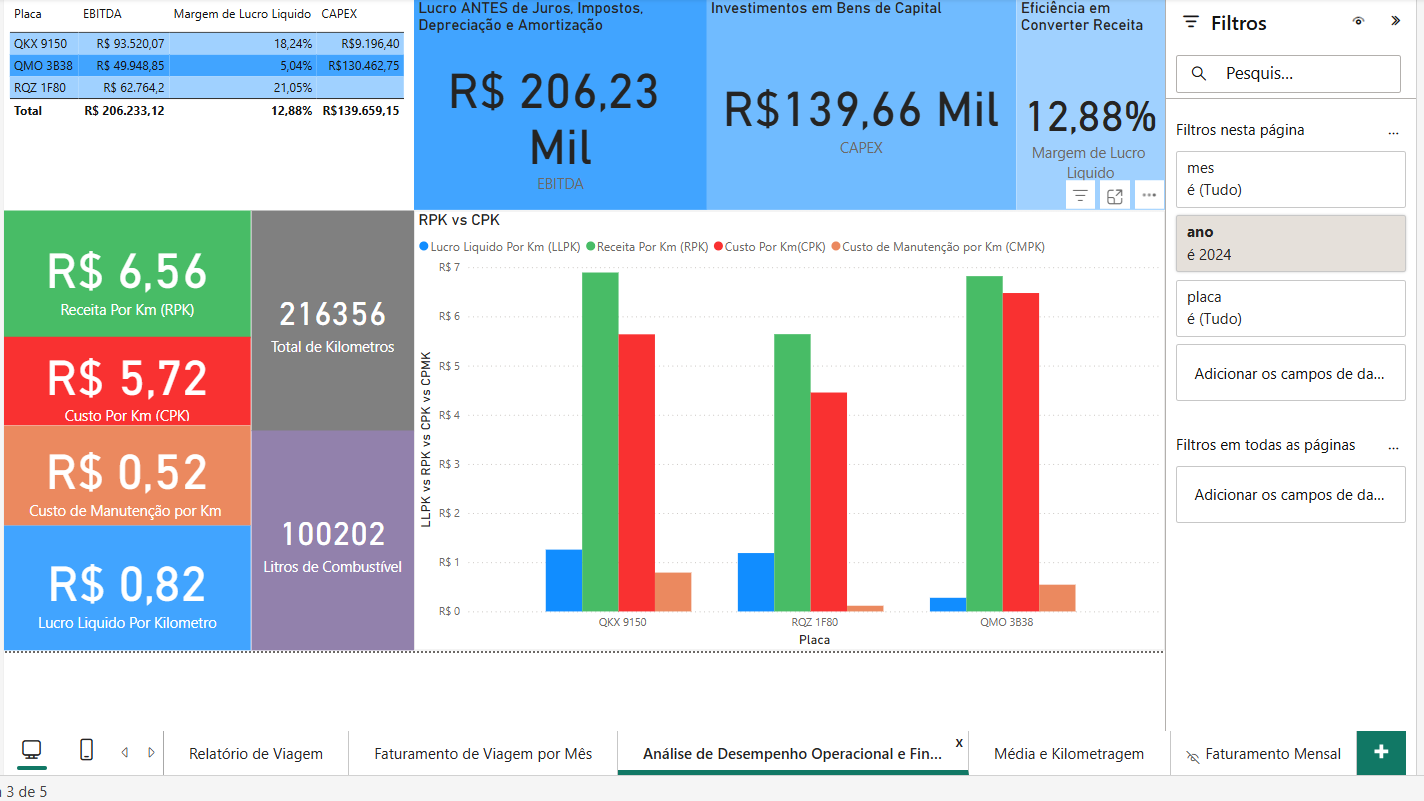 Placa EBITDA Margem de Lucro Liquido CAPEX
QKX 9150 R$ 93.520,07 18,24% R$9.196,40
QMO 3B38 R$ 49.948,85 5,04% R$130.462,75
RQZ 1F80 R$ 62.764,2 21,05%
Total R$ 206.233,12 12,88% R$139.659,15
Lucro ANTES de Juros, Impostos,
Depreciação e Amortização
R$ 206,23
Mil
EBITDA
Investimentos em Bens de Capital
R$139,66 Mil
CAPEX
Eficiência em
Converter Receita
12,88%
Margem de Lucro
Liquido
R$ 6,56
Receita Por Km (RPK)
R$ 5,72
Custo Por Km (CPK)
R$ 0,52
Custo de Manutenção por Km
R$ 0,82
Lucro Liquido Por Kilometro
216356
Total de Kilometros
100202
Litros de Combustível
RPK vs CPK
Lucro Liquido Por Km (LLPK) Receita Por Km (RPK) Custo Por Km(CPK) Custo de Manutenção por Km (CMPK)
LLPK vs RPK vs CPK vs CPMK
R$ 7
R$ 6
R$ 5
R$ 4
R$ 3
R$ 2
R$ 1
R$ 0
QKX 9150 RQZ 1F80 QMO 3B38
Placa
Filtros
Pesquis...
Filtros nesta página ...
mes
é (Tudo)
ano
é 2024
placa
é (Tudo)
Adicionar os campos de da...
Filtros em todas as páginas ...
Adicionar os campos de da...
Relatório de Viagem Faturamento de Viagem por Mês Análise de Desempenho Operacional e Fin... x Média e Kilometragem Faturamento Mensal +
3 de 5